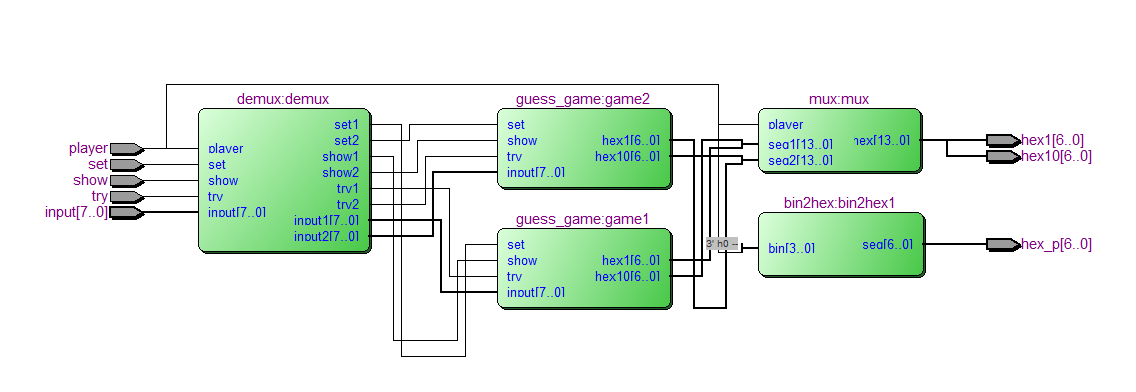 demux:demux
player
set
show
try
input[7..0]
player
set
show
try
input[7..0]
set1
set2
show1
show2
try1
try2
input1[7..0]
input2[7..0]
guess_game:game2
set
show
try
input[7..0]
hex1[6..0]
hex10[6..0]
guess_game:game1
set
show
try
input[7..0]
hex1[6..0]
hex10[6..0]
mux:mux
player
seg1[13..0]
seg2[13..0]
hex[13..0]
hex1[6..0]
hex10[6..0]
bin2hex:bin2hex1
3' h0 --
bin[3..0]
seg[6..0]
hex_p[6..0]